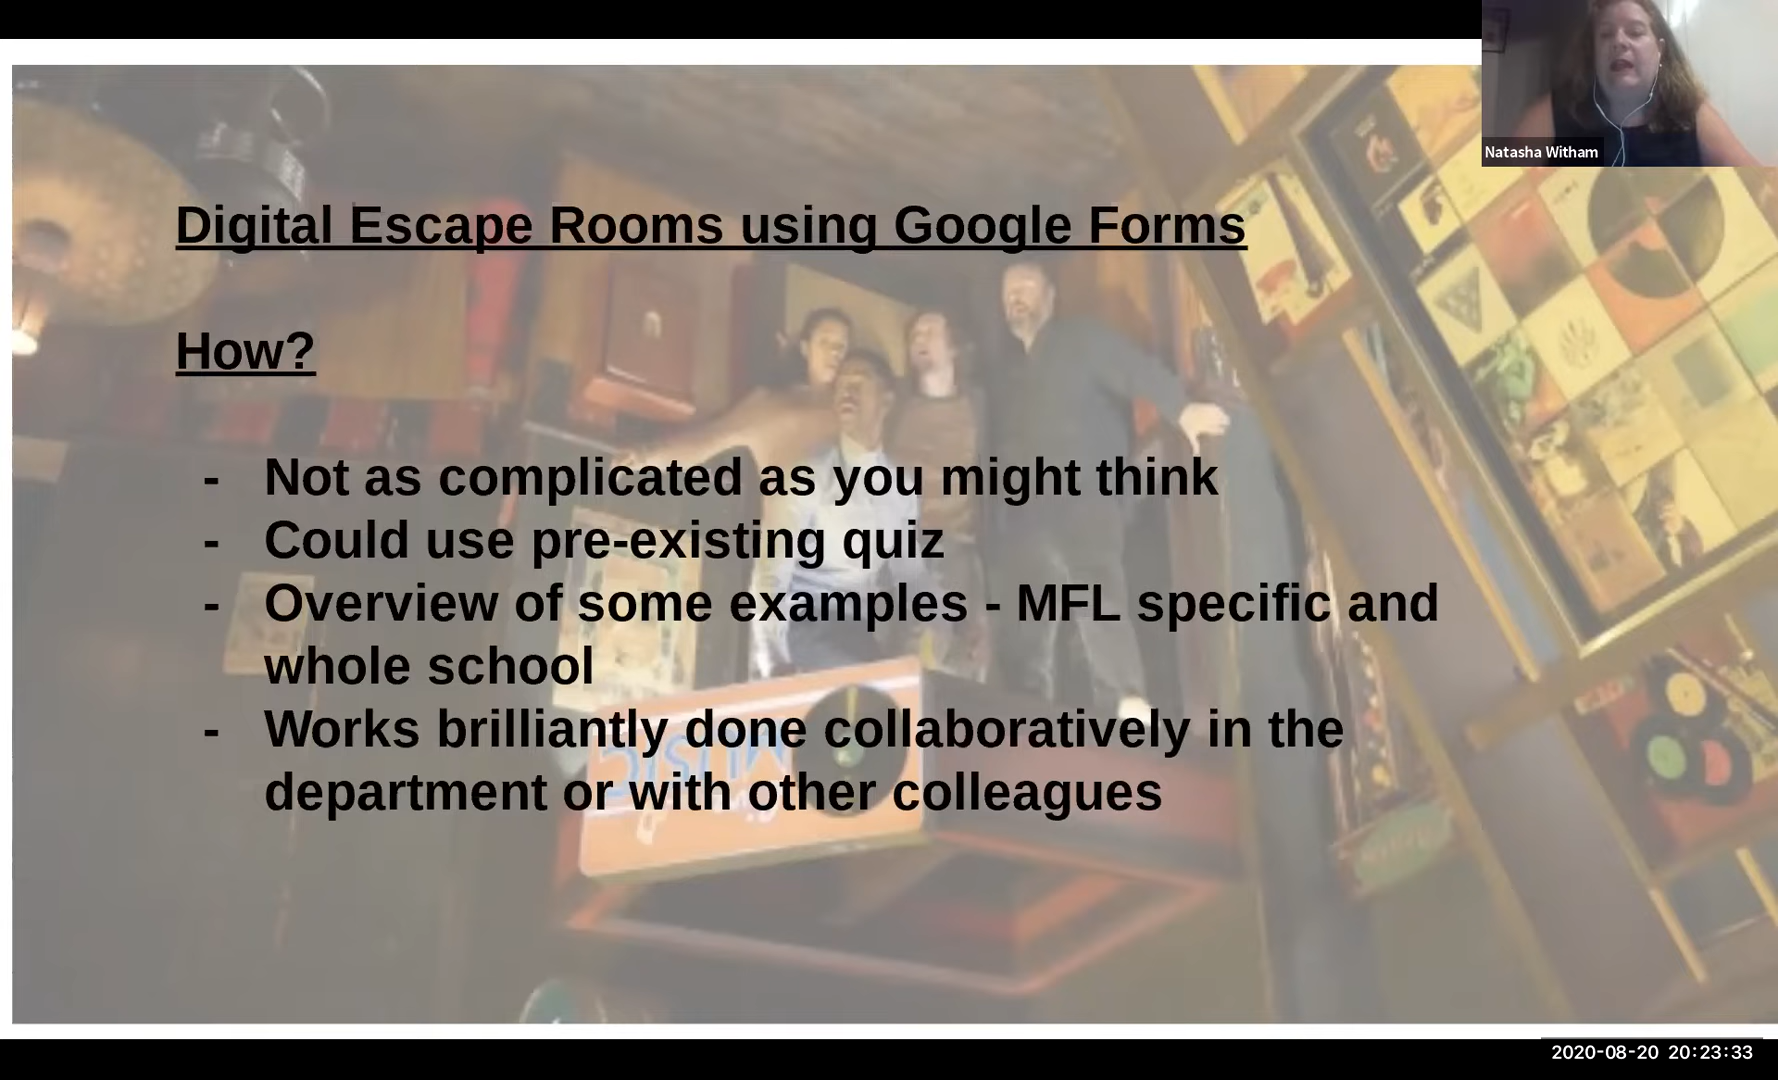 Natasha Witham
Digital Escape Rooms using Google Forms
How?
- Not as complicated as you might think
- Could use pre-existing quiz
- Overview of some examples - MFL specific and
whole school
- Works brilliantly done collaboratively in the
department or with other colleagues
MUSIC
2020-08-20 20:23:33